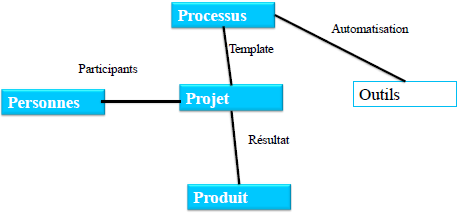 Processus
Automatisation
Template
Participants
Personnes
Projet
Outils
Résultat
Produit